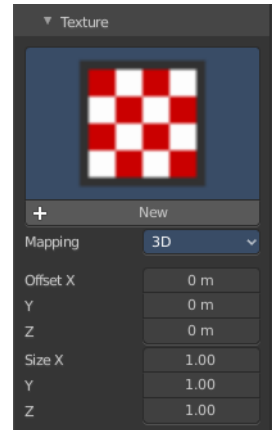 Texture
New
Mapping 3D
Offset X 0 m
Y 0 m
Z 0 m
Size X 1.00
Y 1.00
Z 1.00